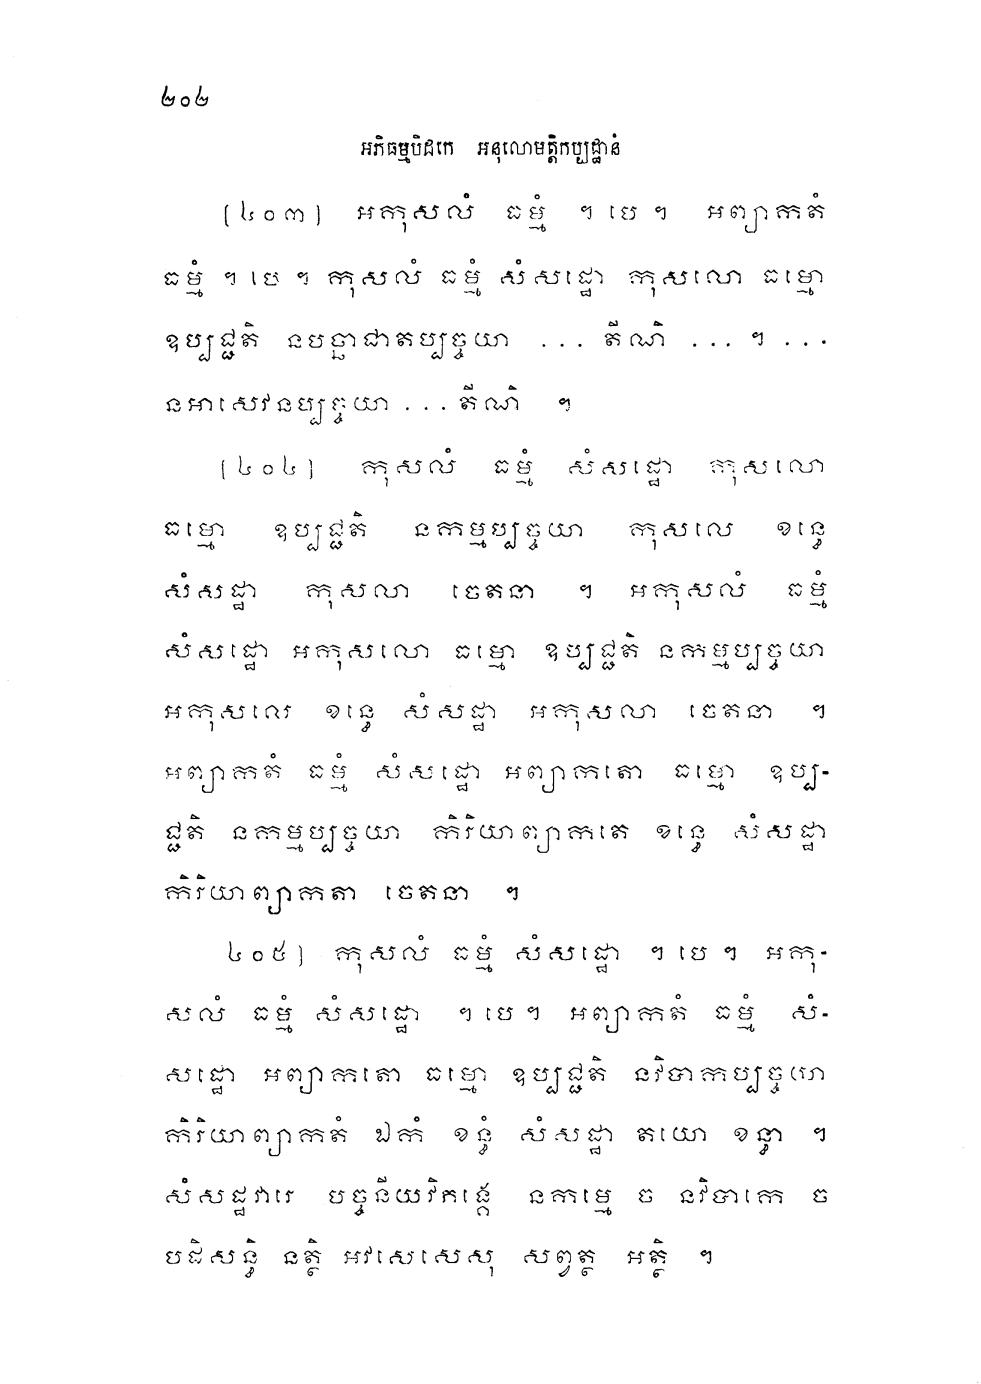 ២០២
អភិធម្មបិដកេ អនុលោមត្តិកប្បដ្ឋានំ
[៤០៣] អកុសលំ ធម្មំ ។ បេ ។ អព្យាកតំ
ធម្មំ ។ បេ ។ កុសលំ ធម្មំ សំសដ្ឋោ កុសលោ ធម្មោ
ឧប្បជ្ជតិ នបច្ឆាជាតប្បច្ចយា ... តីណិ ... ។ ...
នអាសេវនប្បច្ចយា ... តីណិ ។
[៤០៤] កុសលំ ធម្មំ សំសដ្ឋោ កុសលោ
ធម្មោ ឧប្បជ្ជតិ នកម្មប្បច្ចយា កុសលេ ខន្ធេ
សំសដ្ឋា កុសលា ចេតនា ។ អកុសលំ ធម្មំ
សំសដ្ឋោ អកុសលោ ធម្មោ ឧប្បជ្ជតិ នកម្មប្បច្ចយា
អកុសលេ ខន្ធេ សំសដ្ឋា អកុសលា ចេតនា ។
អព្យាកតំ ធម្មំ សំសដ្ឋោ អព្យាកតោ ធម្មោ ឧប្ប-
ជ្ជតិ នកម្មប្បច្ចយា កិរិយាព្យាកតេ ខន្ធេ សំសដ្ឋា
កិរិយាព្យាកតា ចេតនា ។
៤០៥] កុសលំ ធម្មំ សំសដ្ឋោ ។ បេ ។ អកុ-
សលំ ធម្មំ សំសដ្ឋោ ។ បេ ។ អព្យាកតំ ធម្មំ សំ-
សដ្ឋោ អព្យាកតោ ធម្មោ ឧប្បជ្ជតិ នវិបាកប្បច្ចយា
កិរិយាព្យាកតំ ឯកំ ខន្ធំ សំសដ្ឋា តយោ ខន្ធា ។
សំសដ្ឋវារេ បច្ចនីយវិភង្គេ នកម្មេ ច នវិបាកេ ច
បដិសន្ធិ នត្ថិ អវសេសេសុ សព្វត្ថ អត្ថិ ។